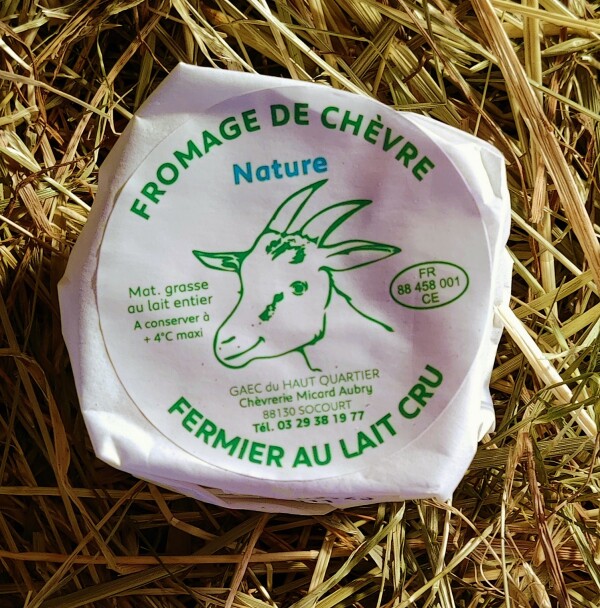 FROMAGE DE CHÈVRE
Nature
Mat. grasse
au lait entier
A conserver à
+ 4°C maxi
FR
88 458 001
CE
GAEC du HAUT QUARTIER
Chèvrerie Micard Aubry
88130 SOCOURT
Tél. 03 29 38 19 77
FERMIER AU LAIT CRU